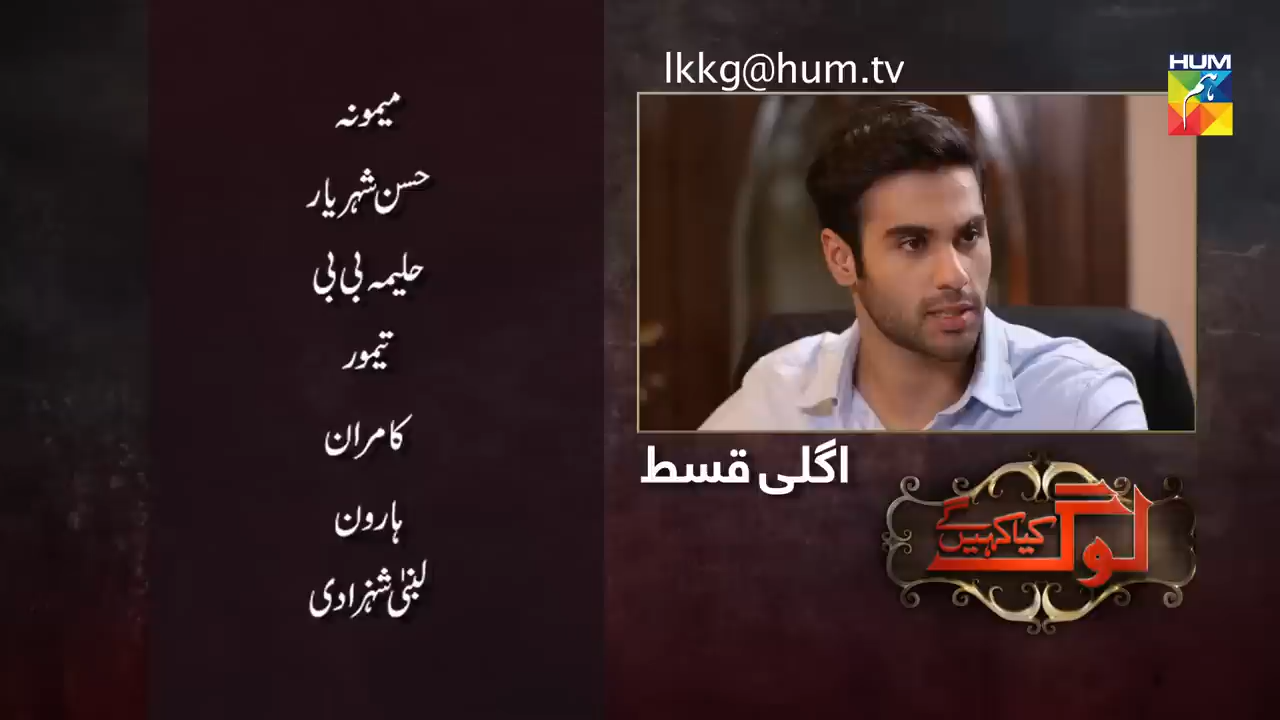 lkkg@hum.tv
HUM
ہم
میمونہ
حسن شہریار
حلیمہ بی بی
تیمور
کامران
ہارون
لبنیٰ شہزادی
اگلی قسط
لوگ کیا کہیں گے